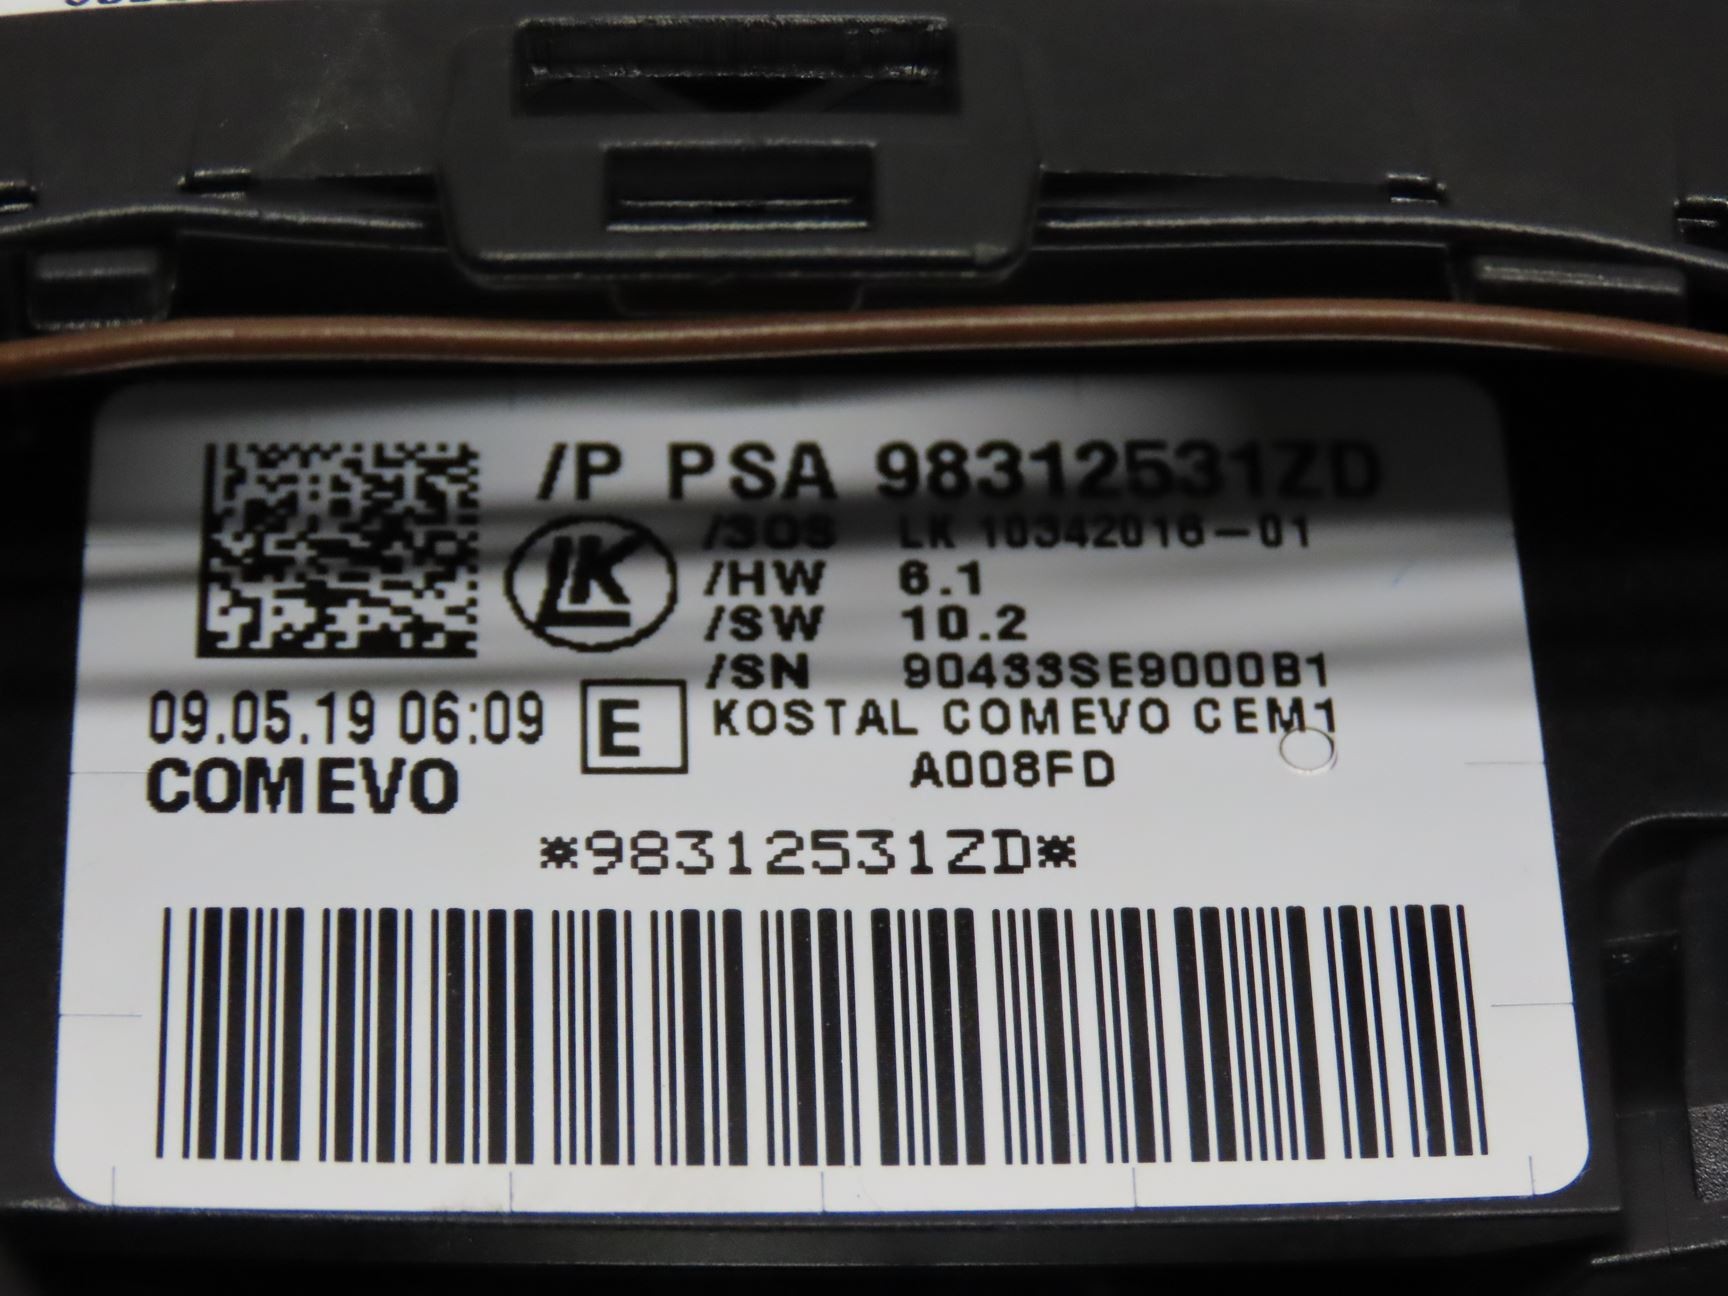 /P PSA 98312531ZD
/SOS LK 10342016-01
LK
/HW 6.1
/SW 10.2
/SN 90433SE9000B1
09.05.19 06:09 E KOSTAL COMEVO CEM1
COMEVO A008FD
*98312531ZD*